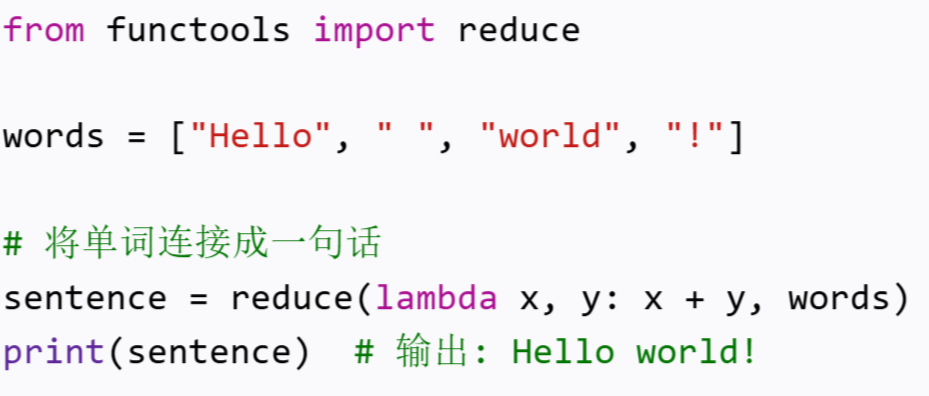 from functools import reduce
words = ["Hello", " ", "world", "!"]
# 将单词连接成一句话
sentence = reduce(lambda x, y: x + y, words)
print(sentence)  # 输出: Hello world!